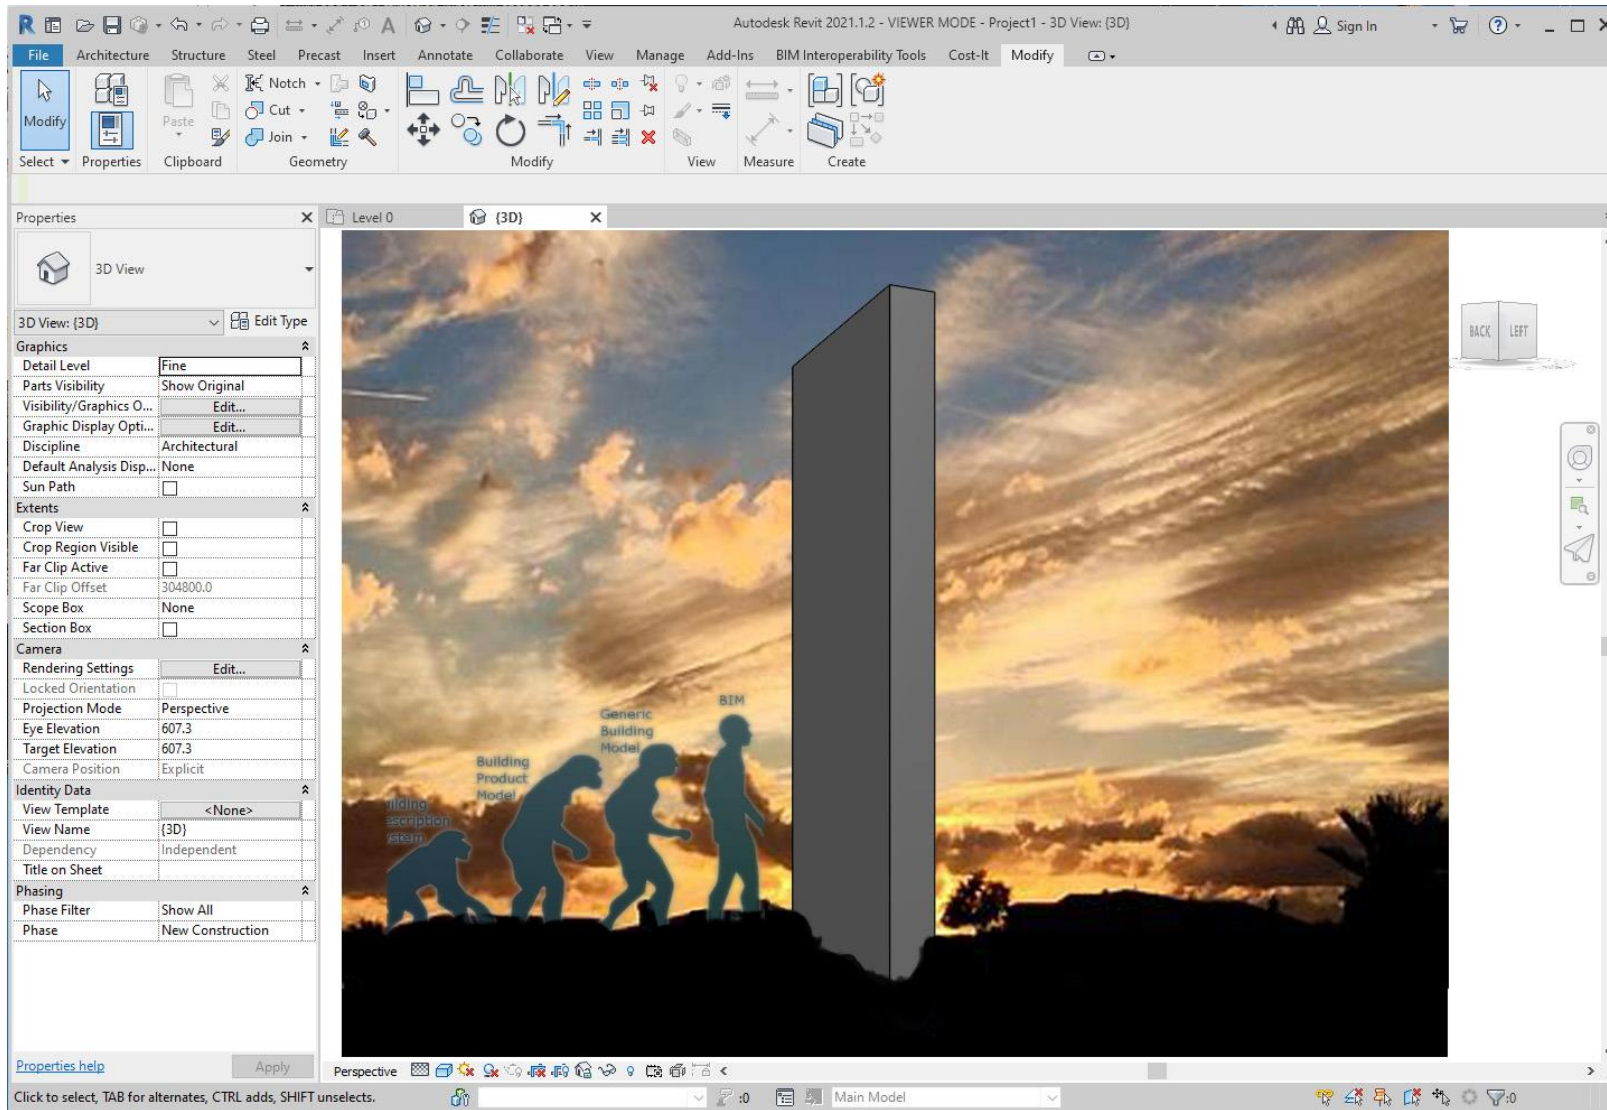 Autodesk Revit 2021.1.2 - VIEWER MODE - Project1 - 3D View: {3D}
Sign In
File Architecture Structure Steel Precast Insert Annotate Collaborate View Manage Add-Ins BIM Interoperability Tools Cost-It Modify
Modify
Paste
Notch
Cut
Join
Select Properties Clipboard Geometry Modify View Measure Create
Properties
Level 0
{3D}
3D View
3D View: {3D}
Edit Type
Graphics
Detail Level Fine
Parts Visibility Show Original
Visibility/Graphics O... Edit...
Graphic Display Opti... Edit...
Discipline Architectural
Default Analysis Disp... None
Sun Path
Extents
Crop View
Crop Region Visible
Far Clip Active
Far Clip Offset 304800.0
Scope Box None
Section Box
Camera
Rendering Settings Edit...
Locked Orientation
Projection Mode Perspective
Eye Elevation 607.3
Target Elevation 607.3
Camera Position Explicit
Identity Data
View Template <None>
View Name {3D}
Dependency Independent
Title on Sheet
Phasing
Phase Filter Show All
Phase New Construction
Properties help
Apply
BACK LEFT
BIM
Generic
Building
Model
Building
Product
Model
uilding
escription
ystem
Perspective
Click to select, TAB for alternates, CTRL adds, SHIFT unselects.
:0
Main Model
:0